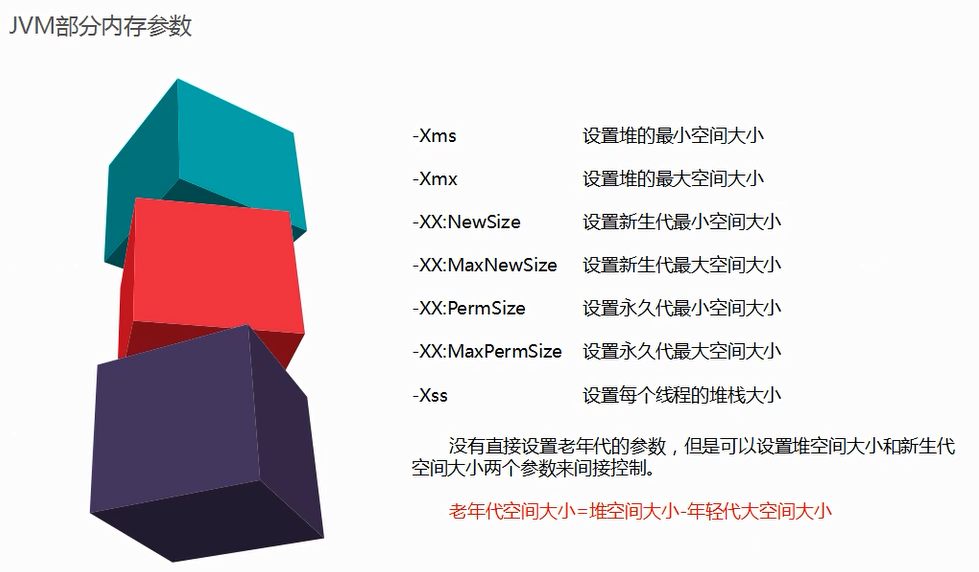 JVM部分内存参数
-Xms 设置堆的最小空间大小
-Xmx 设置堆的最大空间大小
-XX:NewSize 设置新生代最小空间大小
-XX:MaxNewSize 设置新生代最大空间大小
-XX:PermSize 设置永久代最小空间大小
-XX:MaxPermSize 设置永久代最大空间大小
-Xss 设置每个线程的堆栈大小
没有直接设置老年代的参数，但是可以设置堆空间大小和新生代
空间大小两个参数来间接控制。
老年代空间大小=堆空间大小-年轻代大空间大小